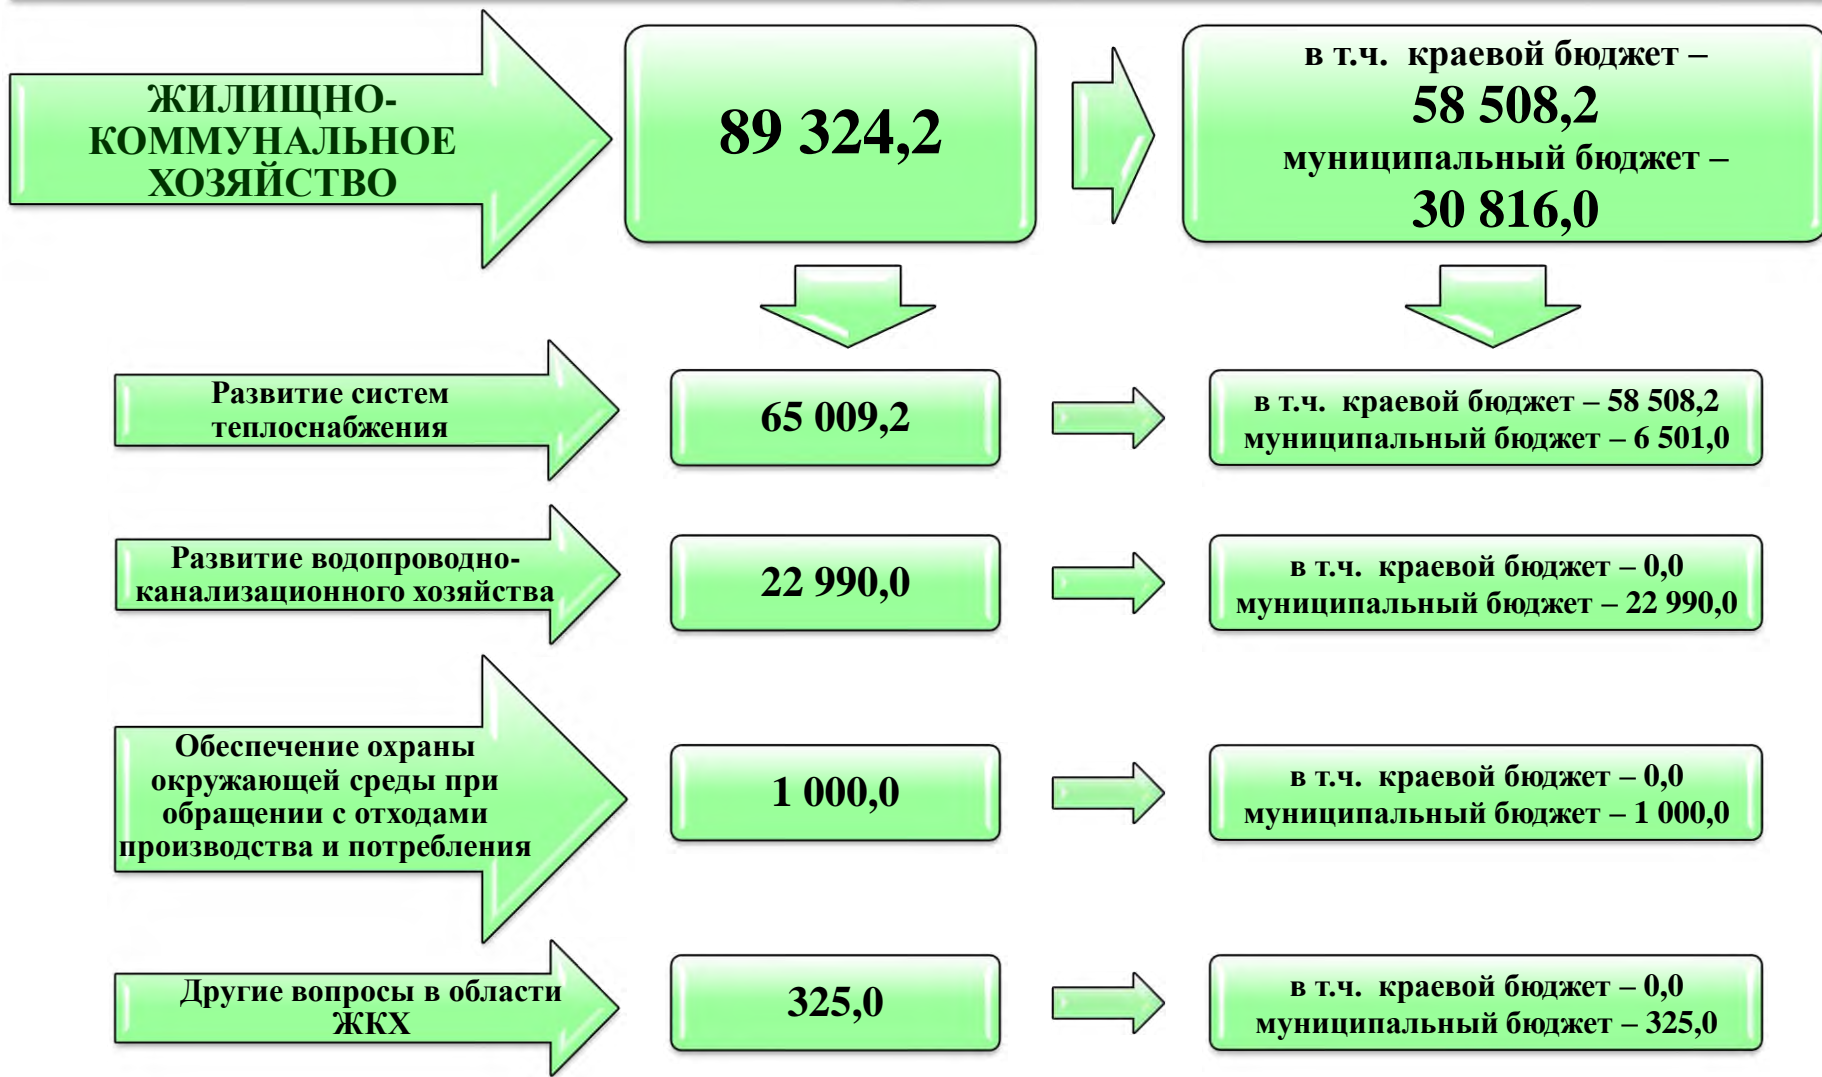 ЖИЛИЩНО-
КОММУНАЛЬНОЕ
ХОЗЯЙСТВО
89 324,2
в т.ч. краевой бюджет –
58 508,2
муниципальный бюджет –
30 816,0
Развитие систем
теплоснабжения
65 009,2
в т.ч. краевой бюджет – 58 508,2
муниципальный бюджет – 6 501,0
Развитие водопроводно-
канализационного хозяйства
22 990,0
в т.ч. краевой бюджет – 0,0
муниципальный бюджет – 22 990,0
Обеспечение охраны
окружающей среды при
обращении с отходами
производства и потребления
1 000,0
в т.ч. краевой бюджет – 0,0
муниципальный бюджет – 1 000,0
Другие вопросы в области
ЖКХ
325,0
в т.ч. краевой бюджет – 0,0
муниципальный бюджет – 325,0